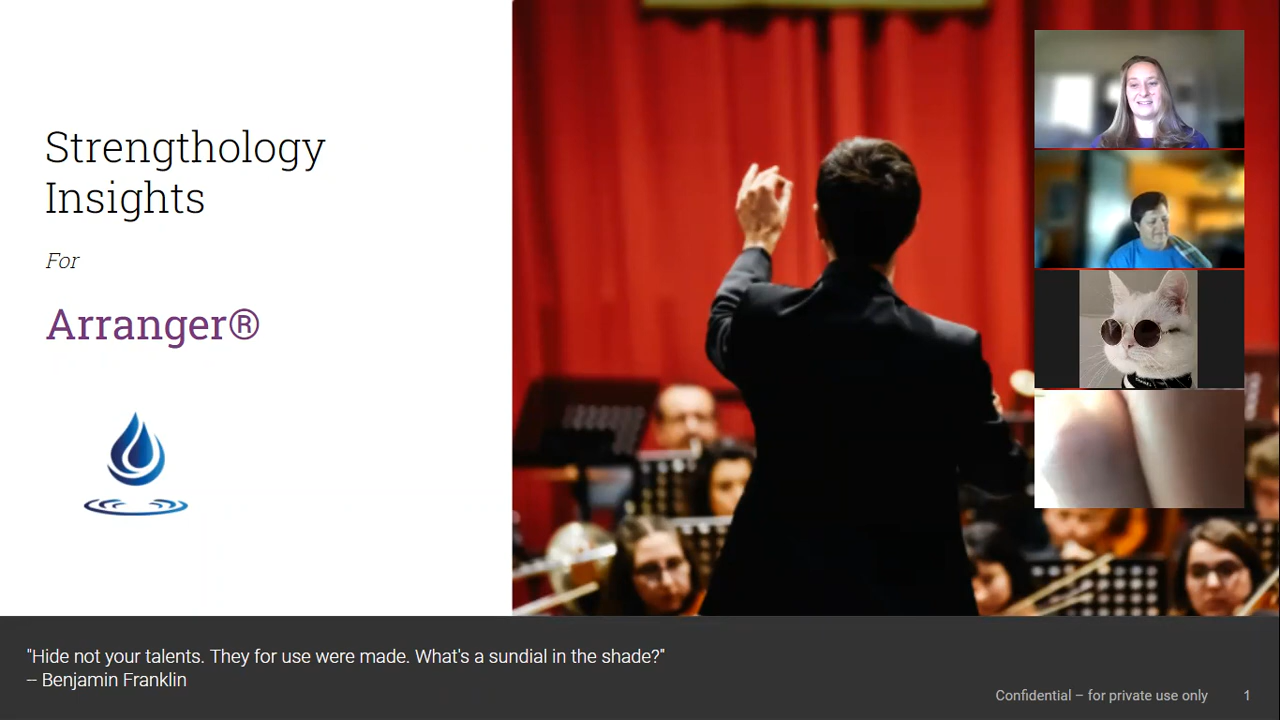 Strengthology
Insights
For
Arranger®
"Hide not your talents. They for use were made. What's a sundial in the shade?"
– Benjamin Franklin
Confidential – for private use only 1